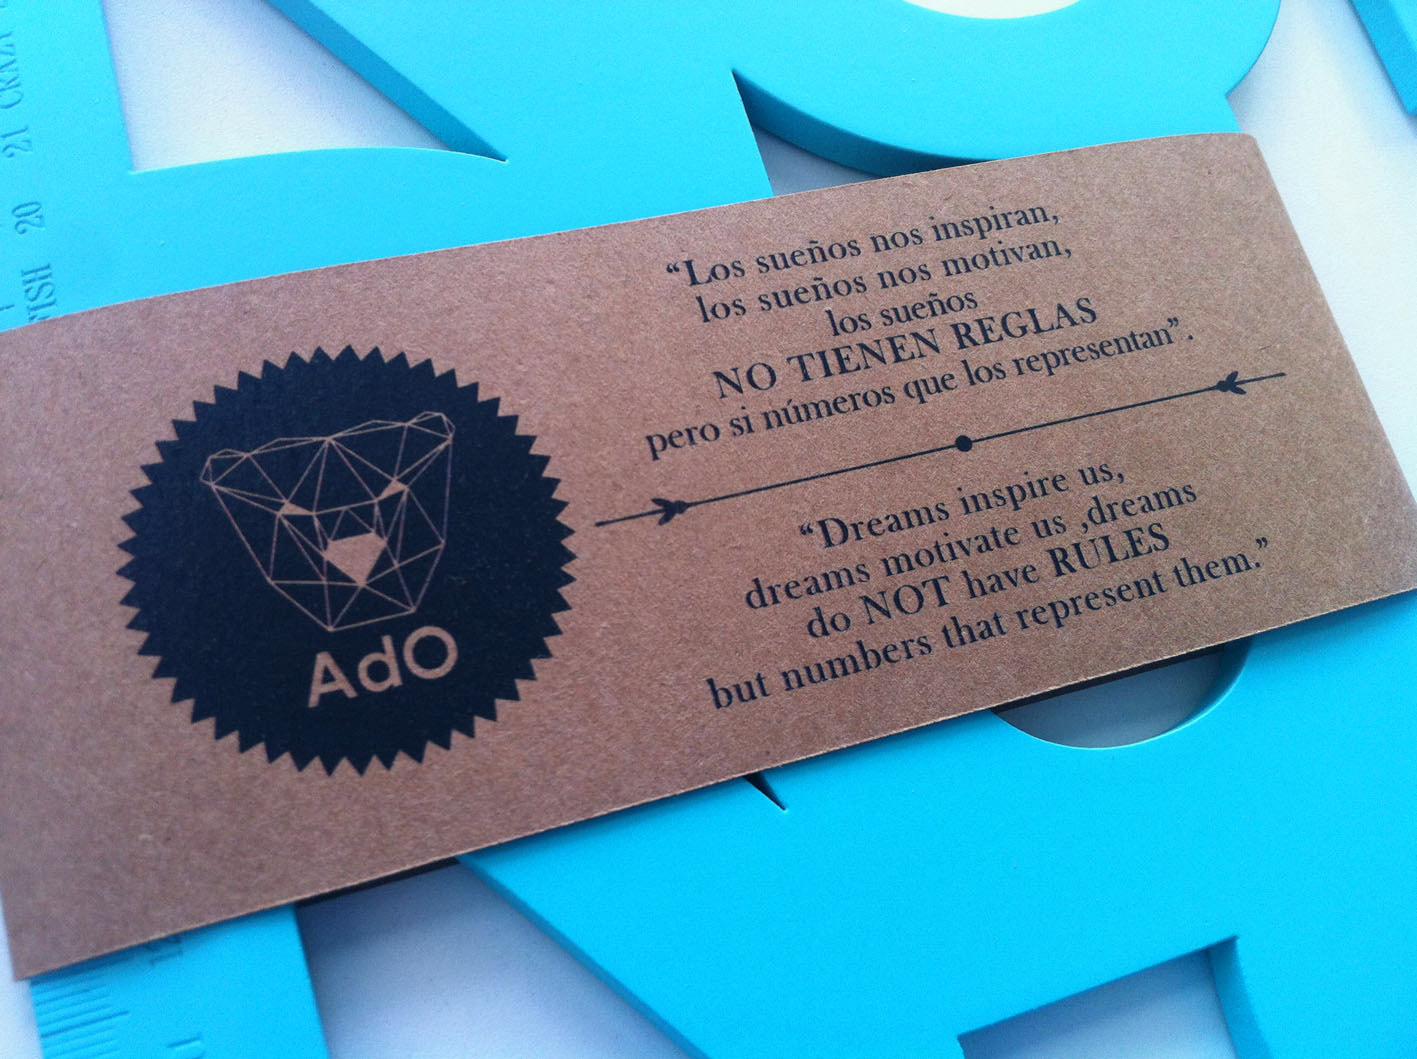 21 CRAZY
WISH 20
AdO
“Los sueños nos inspiran,
los sueños nos motivan,
los sueños
NO TIENEN REGLAS
pero si números que los representan”.
“Dreams inspire us,
dreams motivate us ,dreams
do NOT have RULES
but numbers that represent them.”